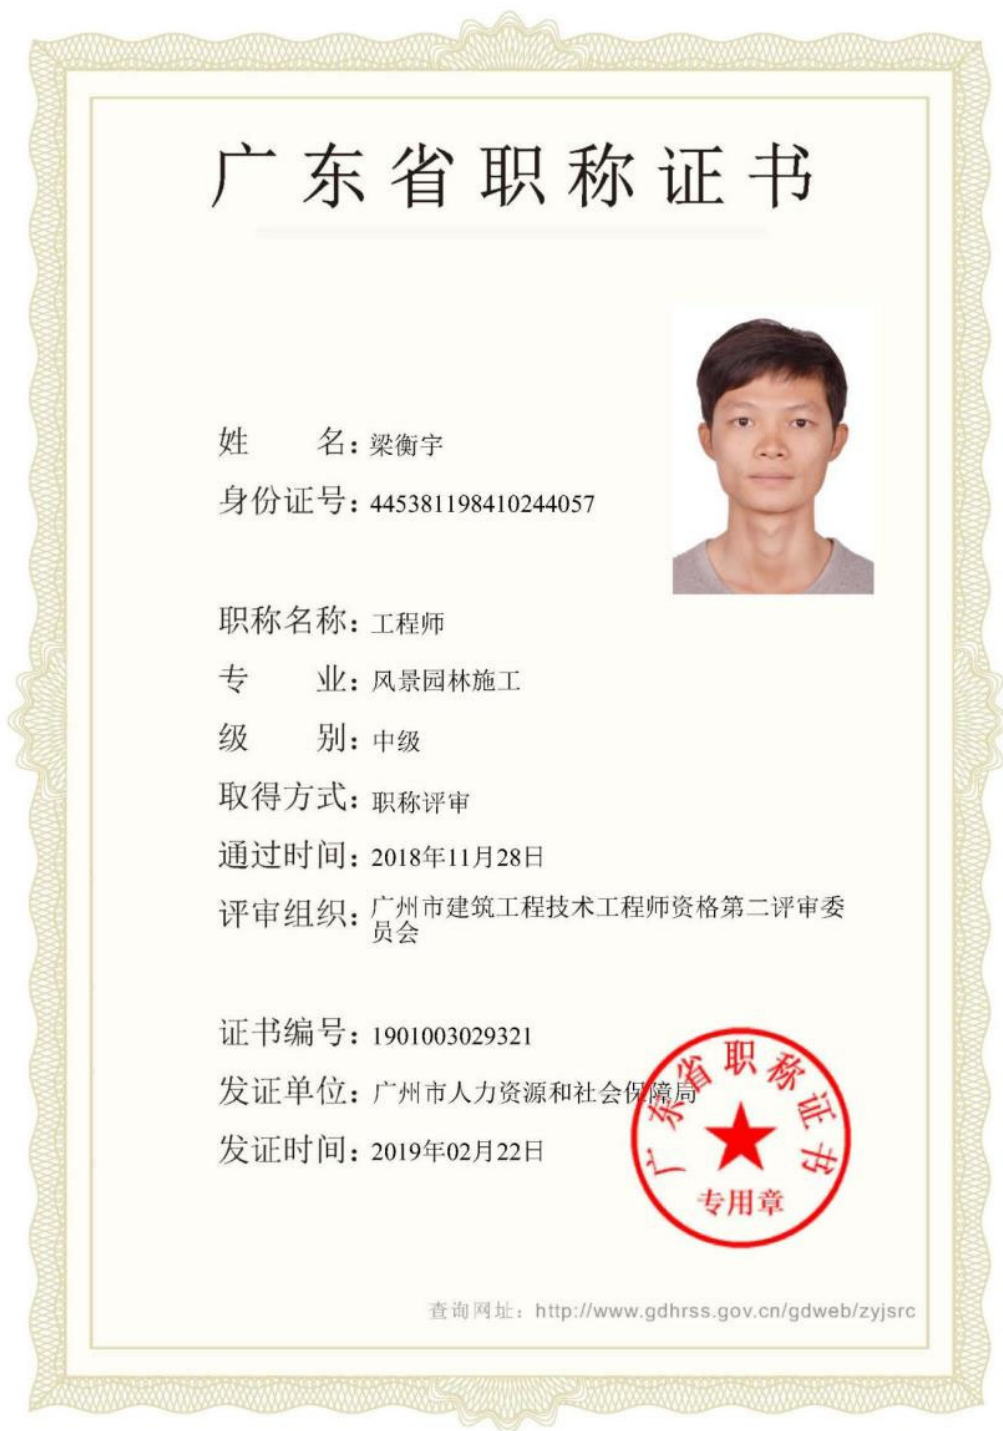 广东省职称证书
姓 名：梁衡宇
身份证号：445381198410244057
职称名称：工程师
专 业：风景园林施工
级 别：中级
取得方式：职称评审
通过时间：2018年11月28日
评审组织：广州市建筑工程技术工程师资格第二评审委
员会
证书编号：1901003029321
发证单位：广州市人力资源和社会保障局
发证时间：2019年02月22日
广东省职称证书
专用章
查询网址：http://www.gdhrss.gov.cn/gdweb/zyjsrc